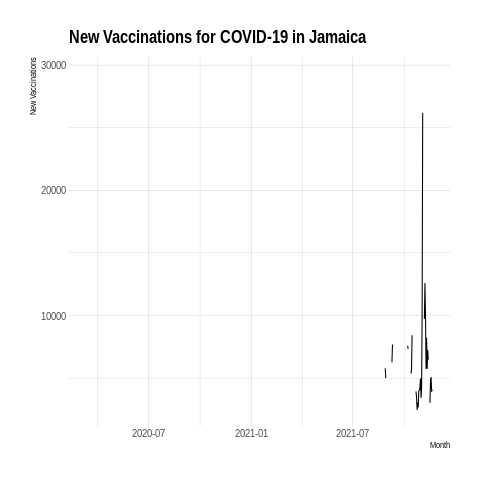 New Vaccinations for COVID-19 in Jamaica
New Vaccinations
30000
20000
10000
2020-07
2021-01
2021-07
Month